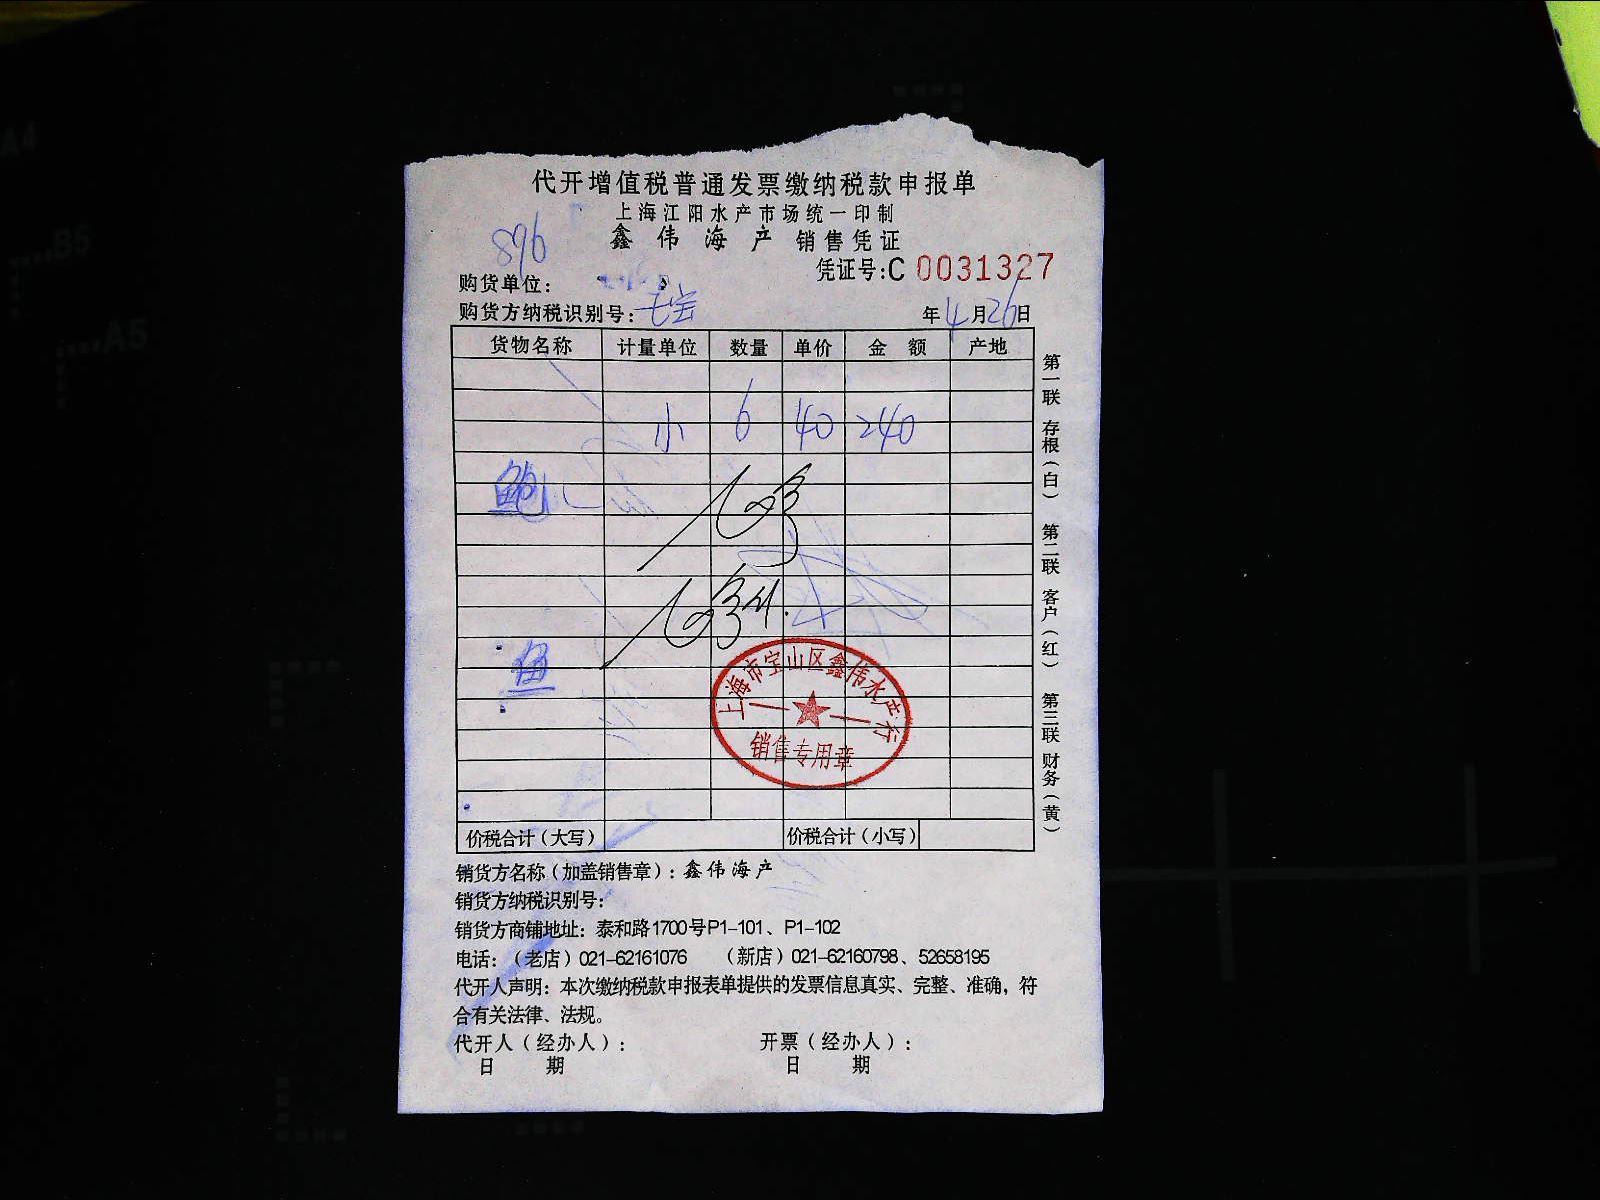 代开增值税普通发票缴纳税款申报单
上海江阳水产市场统一印制
鑫伟海产 销售凭证
896
凭证号:C 0031327
购货单位:
购货方纳税识别号: 七宝
年4月26日
货物名称 计量单位 数量 单价 金额 产地
小 6 40 240
鲍
鱼
上海市宝山区鑫伟水产行
销售专用章
价税合计(大写) 价税合计(小写)
第一联 存根(白) 第二联 客户(红) 第三联 财务(黄)
销货方名称(加盖销售章):鑫伟海产
销货方纳税识别号:
销货方商铺地址: 泰和路1700号P1-101、P1-102
电话:(老店)021-62161076 (新店)021-62160798、52658195
代开人声明: 本次缴纳税款申报表单提供的发票信息真实、完整、准确,符
合有关法律、法规。
代开人(经办人): 开票(经办人):
日 期 日 期
A4
B5
A5